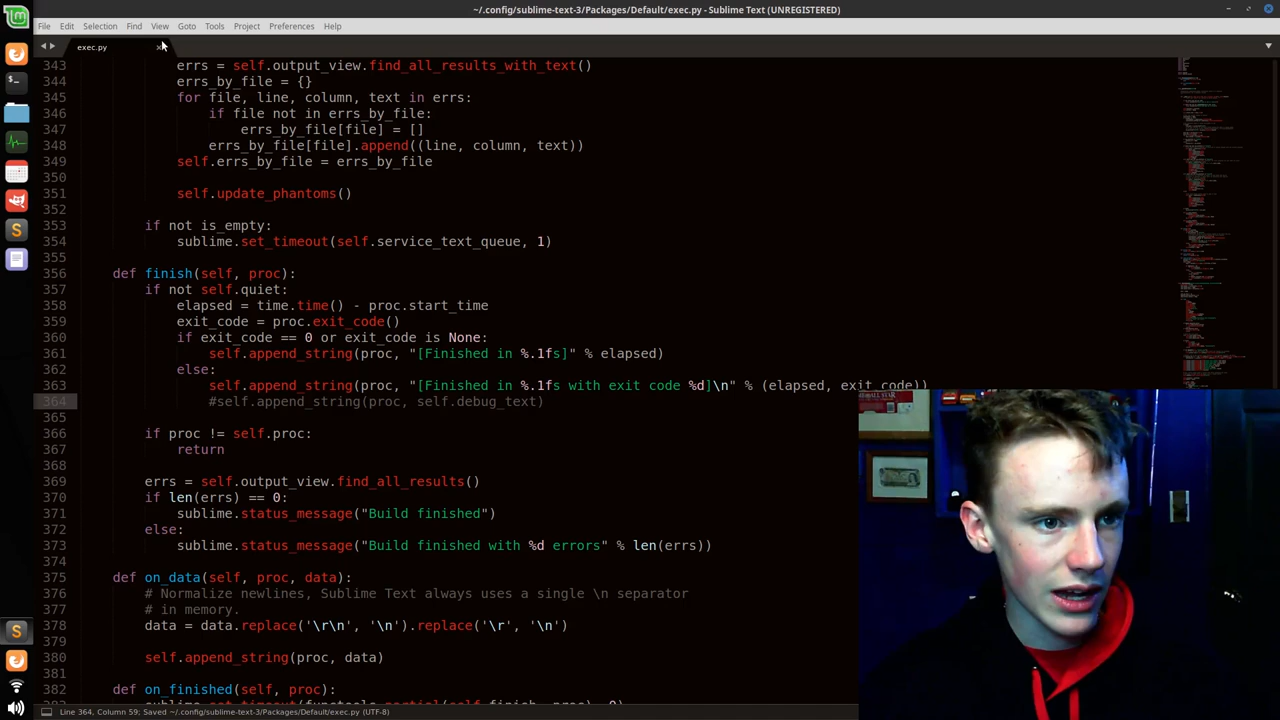 ~/.config/sublime-text-3/Packages/Default/exec.py - Sublime Text (UNREGISTERED)
File Edit Selection Find View Goto Tools Project Preferences Help
exec.py
343 errs = self.output_view.find_all_results_with_text()
344 errs_by_file = {}
345 for file, line, column, text in errs:
346 if file not in errs_by_file:
347 errs_by_file[file] = []
348 errs_by_file[file].append((line, column, text))
349 self.errs_by_file = errs_by_file
350
351 self.update_phantoms()
352
353 if not is_empty:
354 sublime.set_timeout(self.service_text_queue, 1)
355
356 def finish(self, proc):
357 if not self.quiet:
358 elapsed = time.time() - proc.start_time
359 exit_code = proc.exit_code()
360 if exit_code == 0 or exit_code is None:
361 self.append_string(proc, "[Finished in %.1fs]" % elapsed)
362 else:
363 self.append_string(proc, "[Finished in %.1fs with exit code %d]\n" % (elapsed, exit_code))
364 #self.append_string(proc, self.debug_text)
365
366 if proc != self.proc:
367 return
368
369 errs = self.output_view.find_all_results()
370 if len(errs) == 0:
371 sublime.status_message("Build finished")
372 else:
373 sublime.status_message("Build finished with %d errors" % len(errs))
374
375 def on_data(self, proc, data):
376 # Normalize newlines, Sublime Text always uses a single \n separator
377 # in memory.
378 data = data.replace('\r\n', '\n').replace('\r', '\n')
379
380 self.append_string(proc, data)
381
382 def on_finished(self, proc):
Line 364, Column 59; Saved ~/.config/sublime-text-3/Packages/Default/exec.py (UTF-8)